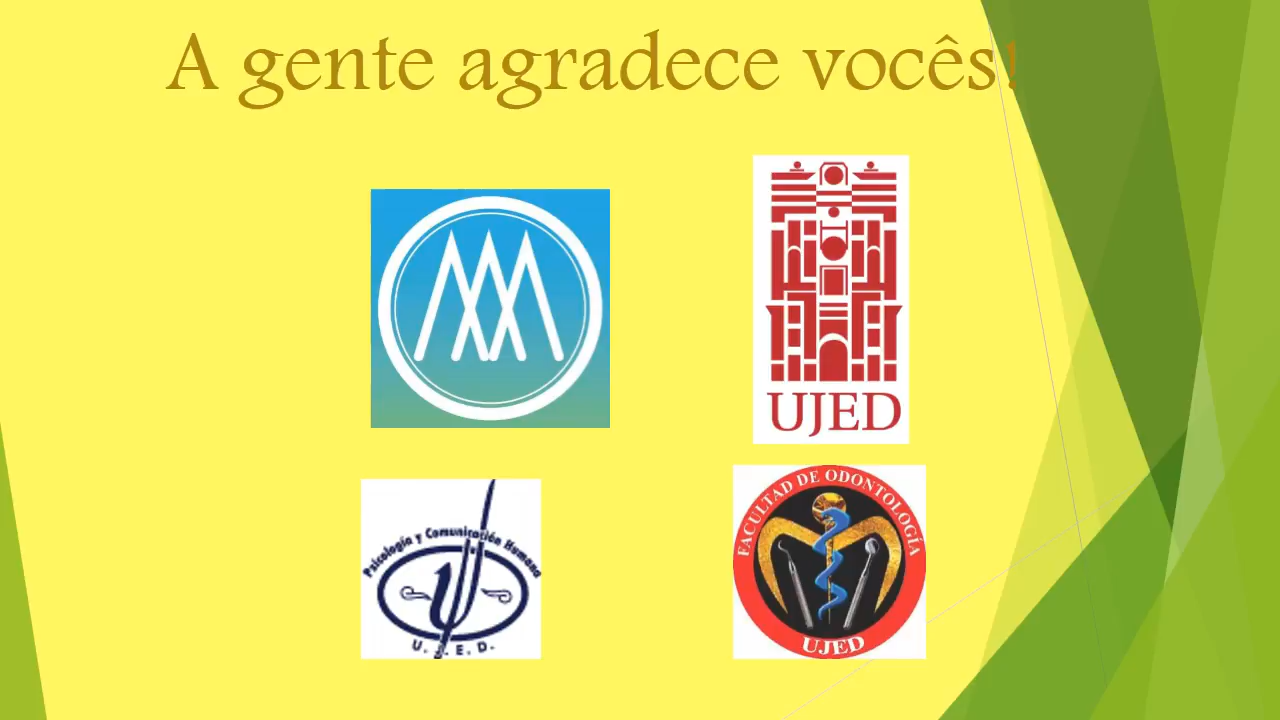 A gente agradece vocês!
UJED
Psicología y Comunicación Humana
U.J.E.D.
FACULTAD DE ODONTOLOGÍA
UJED